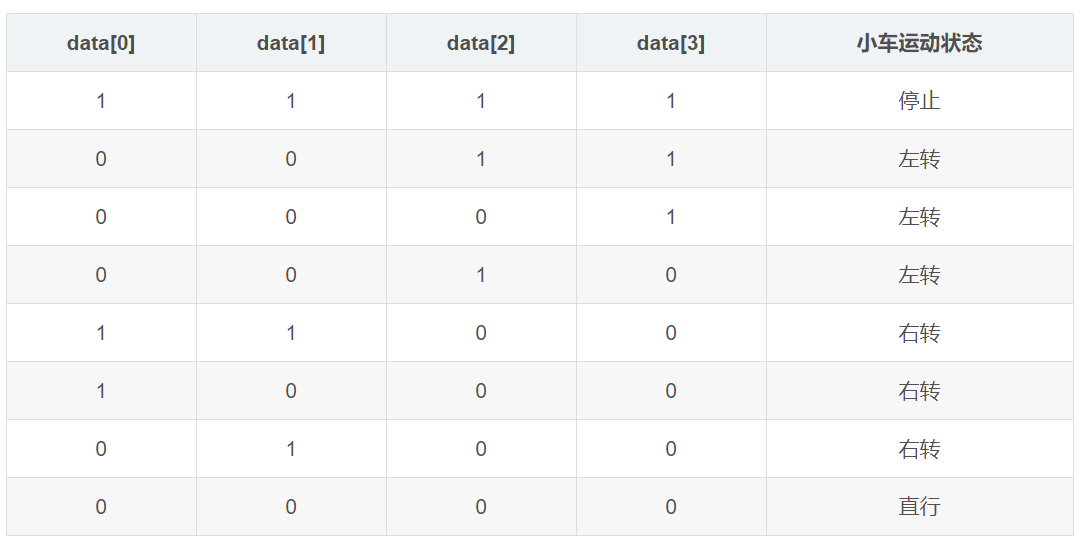 data[0] data[1] data[2] data[3] 小车运动状态
1 1 1 1 停止
0 0 1 1 左转
0 0 0 1 左转
0 0 1 0 左转
1 1 0 0 右转
1 0 0 0 右转
0 1 0 0 右转
0 0 0 0 直行